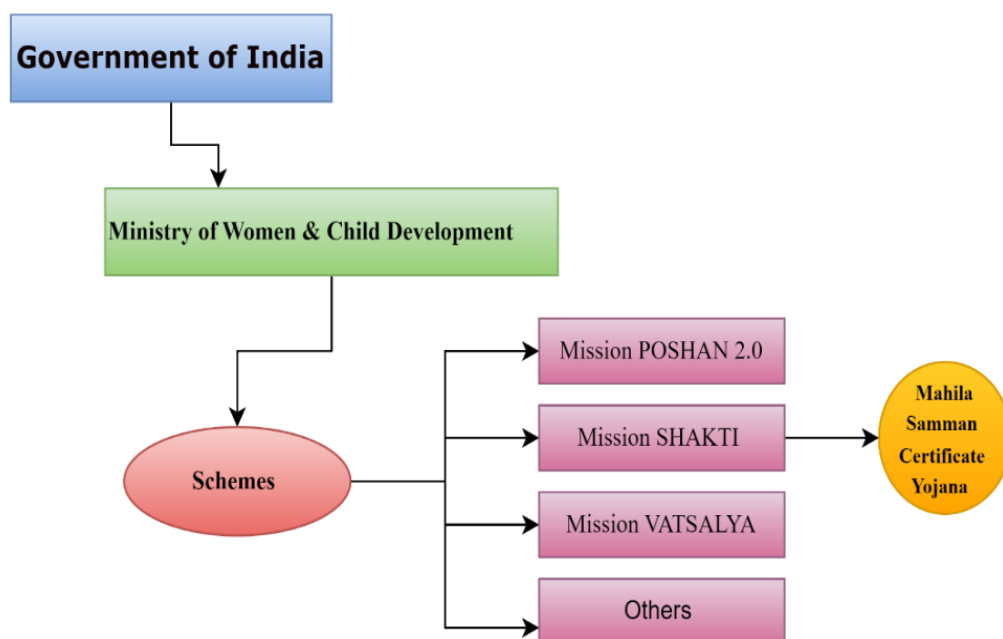 Government of India
Ministry of Women & Child Development
Schemes
Mission POSHAN 2.0
Mission SHAKTI
Mission VATSALYA
Others
Mahila
Samman
Certificate
Yojana